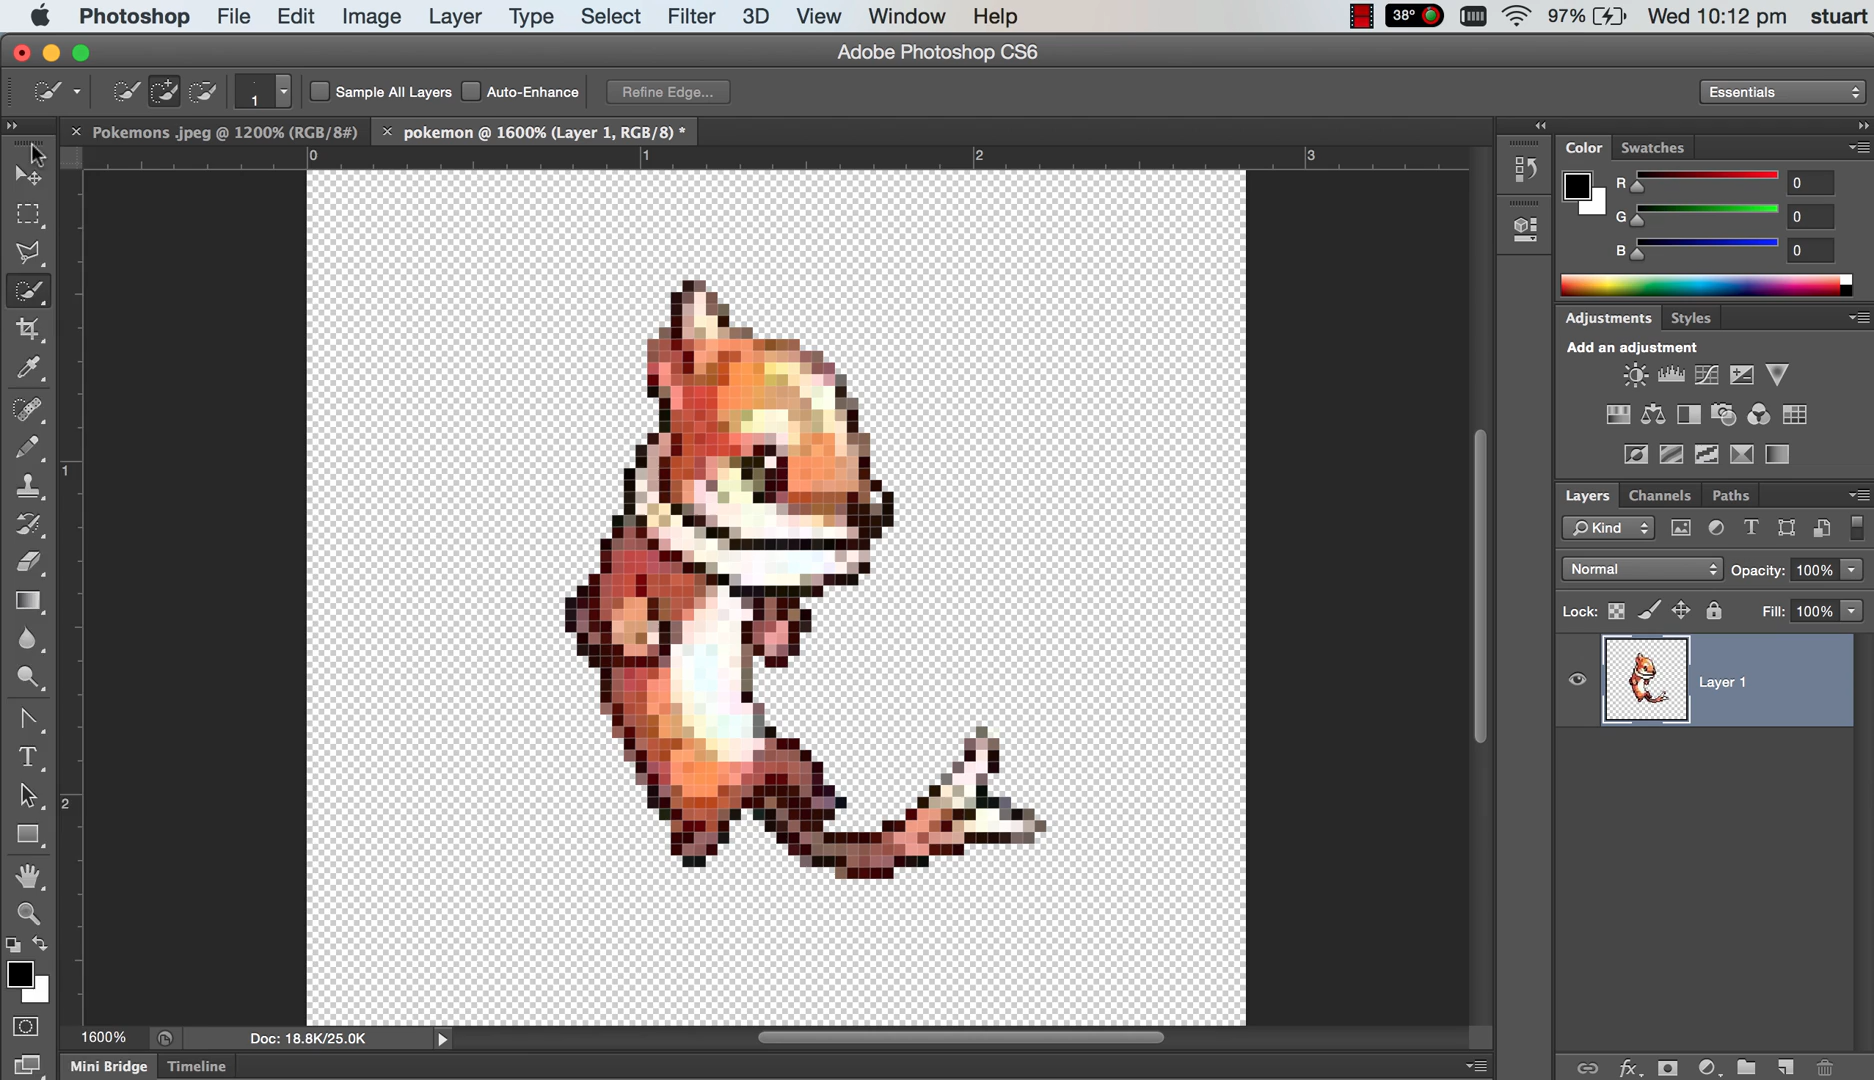 Photoshop File Edit Image Layer Type Select Filter 3D View Window Help 38° 97% Wed 10:12 pm stuart
Adobe Photoshop CS6
1 Sample All Layers Auto-Enhance Refine Edge... Essentials
Pokemons .jpeg @ 1200% (RGB/8#) pokemon @ 1600% (Layer 1, RGB/8) *
0 1 2 3
1
2
Color Swatches
R 0
G 0
B 0
Adjustments Styles
Add an adjustment
Layers Channels Paths
Kind
Normal Opacity: 100%
Lock: Fill: 100%
Layer 1
1600% Doc: 18.8K/25.0K
Mini Bridge Timeline